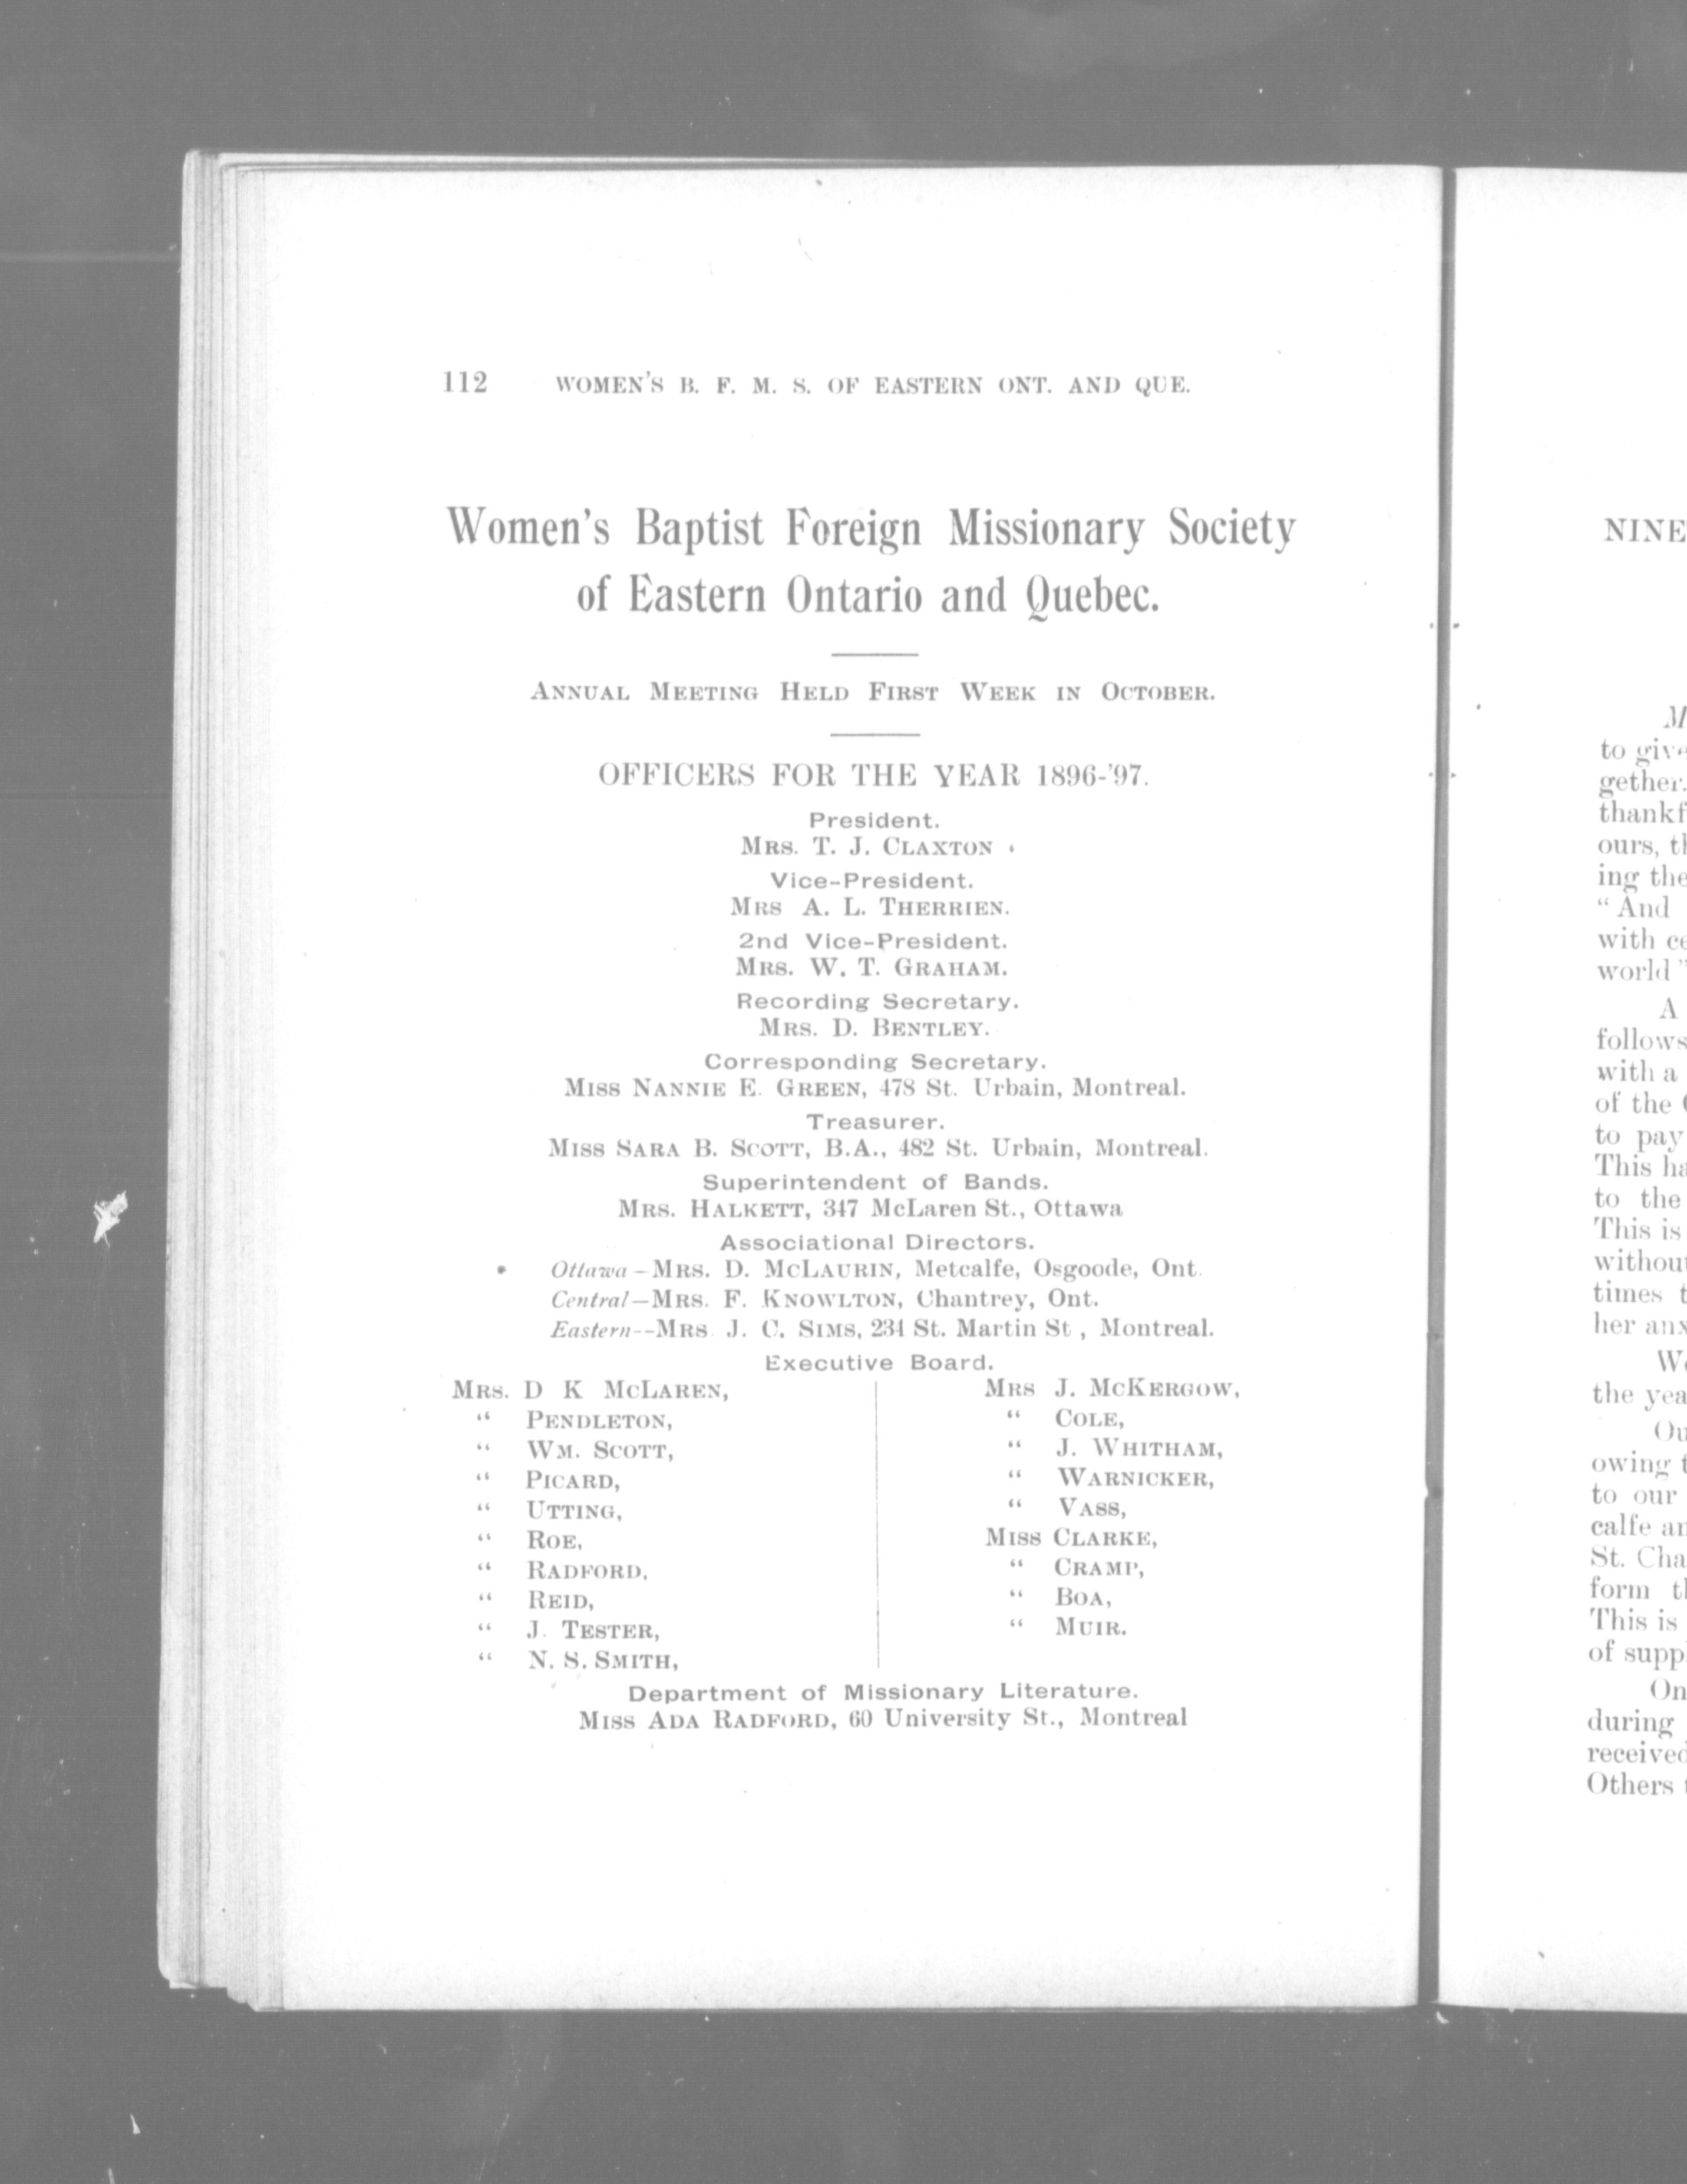 112 WOMEN'S B. F. M. S. OF EASTERN ONT. AND QUE.
Women's Baptist Foreign Missionary Society
of Eastern Ontario and Quebec.
ANNUAL MEETING HELD FIRST WEEK IN OCTOBER.
OFFICERS FOR THE YEAR 1896-'97.
President.
MRS. T. J. CLAXTON
Vice-President.
MRS A. L. THERRIEN.
2nd Vice-President.
MRS. W. T. GRAHAM.
Recording Secretary.
MRS. D. BENTLEY.
Corresponding Secretary.
MISS NANNIE E. GREEN, 478 St. Urbain, Montreal.
Treasurer.
MISS SARA B. SCOTT, B.A., 482 St. Urbain, Montreal.
Superintendent of Bands.
MRS. HALKETT, 347 McLaren St., Ottawa
Associational Directors.
Ottawa—MRS. D. MCLAURIN, Metcalfe, Osgoode, Ont.
Central—MRS. F. KNOWLTON, Chantrey, Ont.
Eastern--MRS. J. C. SIMS, 234 St. Martin St , Montreal.
Executive Board.
MRS. D K MCLAREN,
“ PENDLETON,
“ WM. SCOTT,
“ PICARD,
“ UTTING,
“ ROE,
“ RADFORD,
“ REID,
“ J. TESTER,
“ N. S. SMITH,
MRS J. MCKERGOW,
“ COLE,
“ J. WHITHAM,
“ WARNICKER,
“ VASS,
MISS CLARKE,
“ CRAMP,
“ BOA,
“ MUIR.
Department of Missionary Literature.
MISS ADA RADFORD, 60 University St., Montreal
NINE
M
to give
gether.
thankf
ours, th
ing the
“And
with ce
world”
A
follows
with a
of the
to pay
This ha
to the
This is
without
times t
her anx
We
the yea
Ou
owing t
to our
calfe an
St. Cha
form th
This is
of supp
On
during
received
Others t